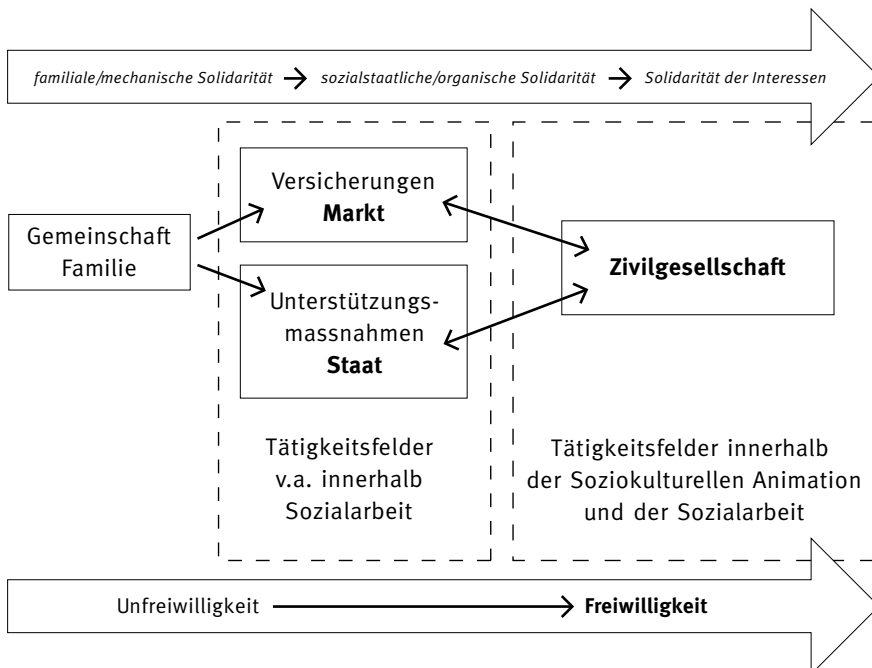 familiale/mechanische Solidarität → sozialstaatliche/organische Solidarität → Solidarität der Interessen
Gemeinschaft
Familie
Versicherungen
Markt
Unterstützungs-
massnahmen
Staat
Zivilgesellschaft
Tätigkeitsfelder
v.a. innerhalb
Sozialarbeit
Tätigkeitsfelder innerhalb
der Soziokulturellen Animation
und der Sozialarbeit
Unfreiwilligkeit → Freiwilligkeit